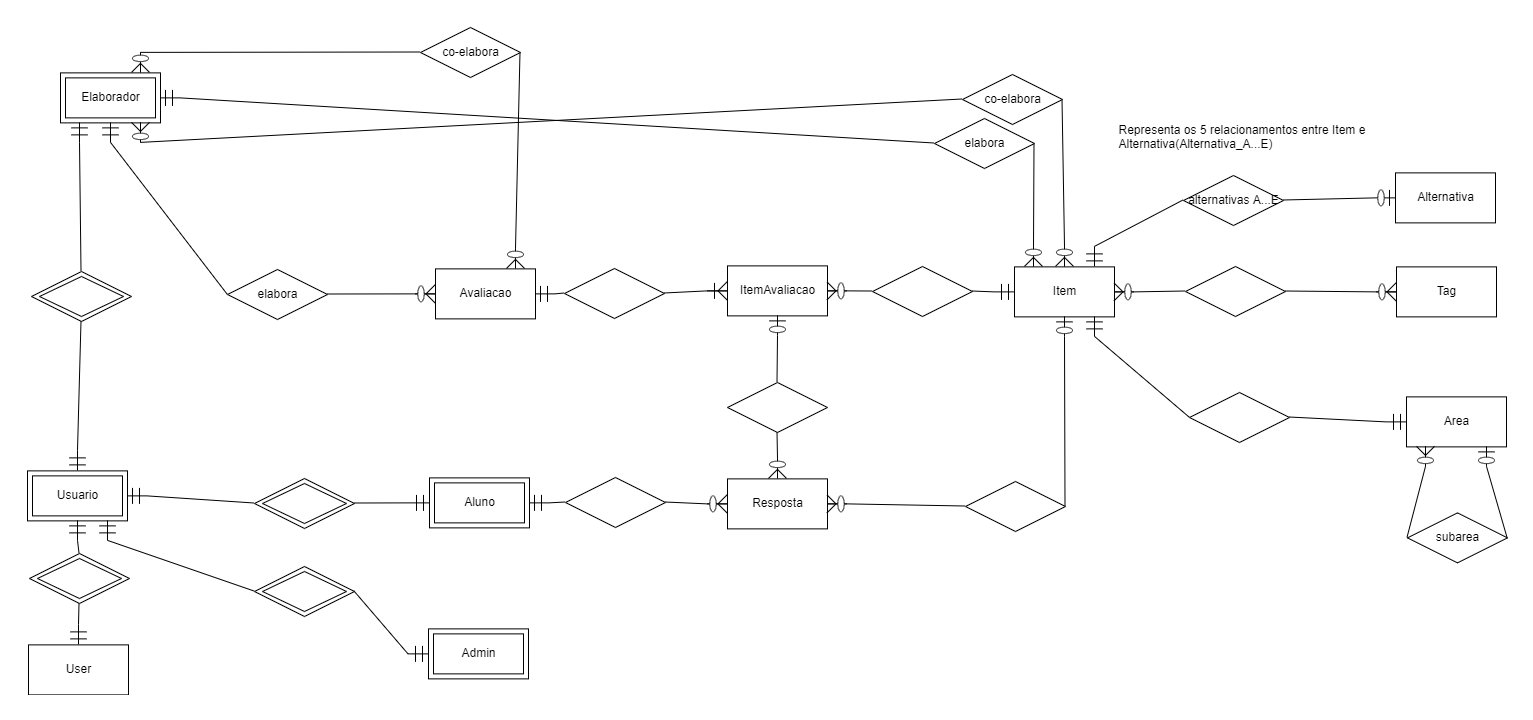 co-elabora
Elaborador
co-elabora
elabora
Representa os 5 relacionamentos entre Item e
Alternativa(Alternativa_A...E)
alternativas A...E
Alternativa
elabora
Avaliacao
ItemAvaliacao
Item
Tag
Area
Usuario
Aluno
Resposta
subarea
User
Admin